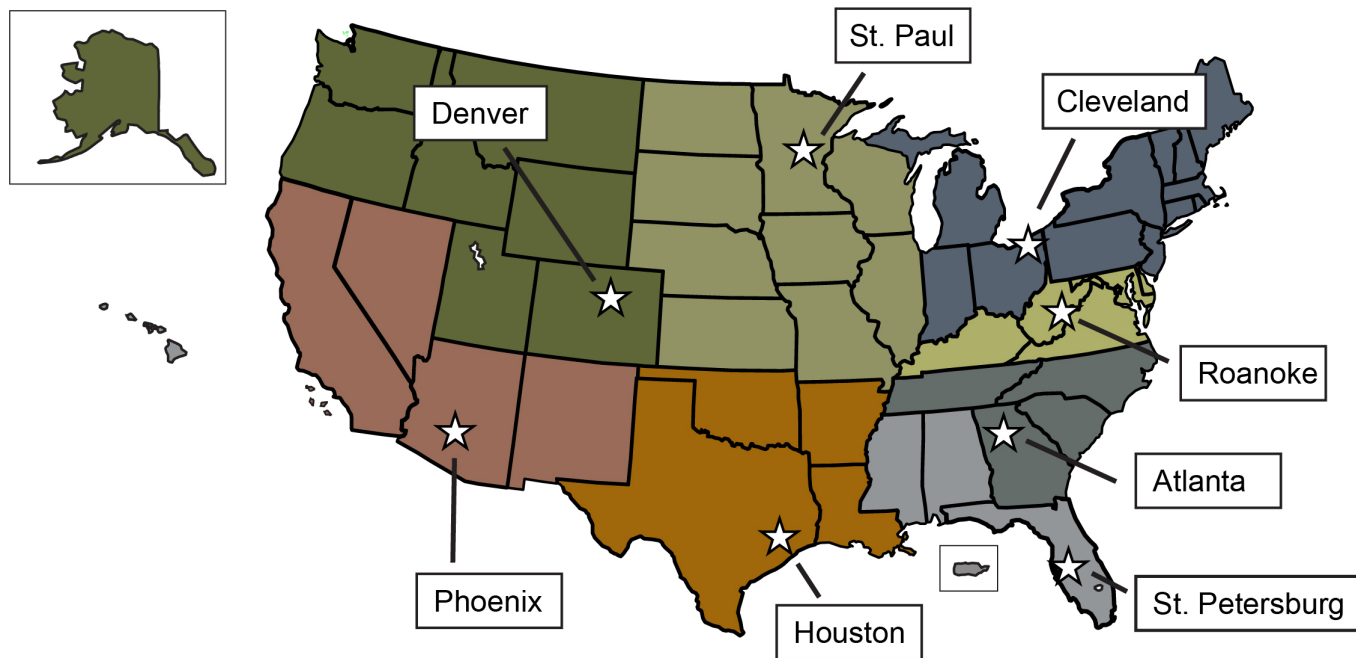 St. Paul
Cleveland
Denver
Roanoke
Atlanta
Phoenix
Houston
St. Petersburg